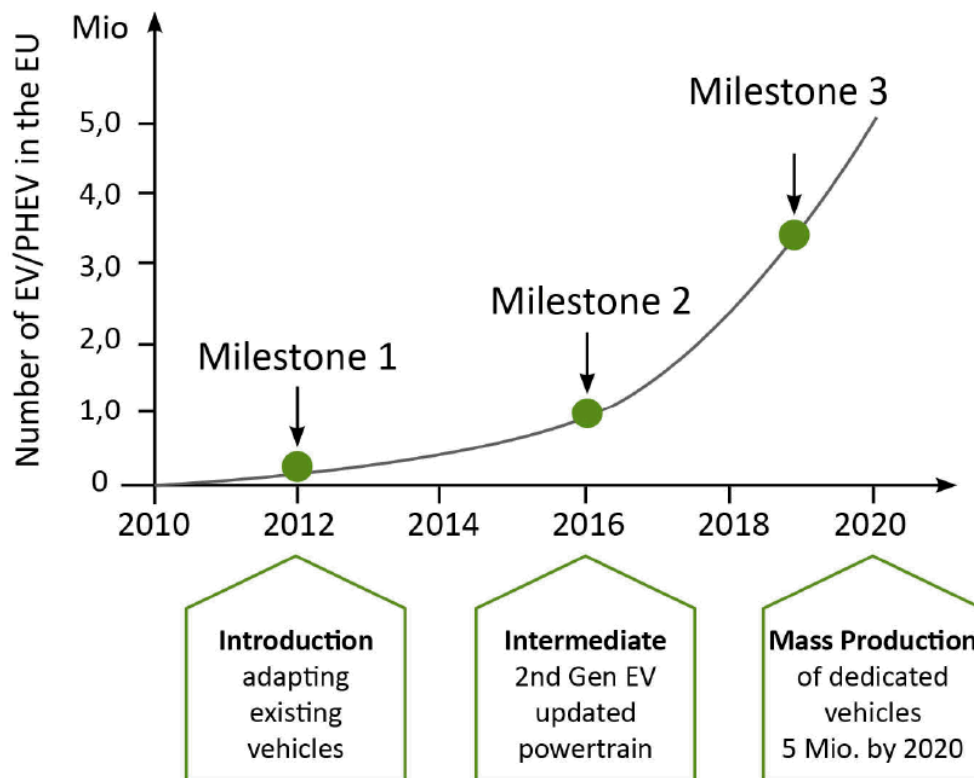 Number of EV/PHEV in the EU
Mio
5,0
4,0
3,0
2,0
1,0
0
Milestone 1
Milestone 2
Milestone 3
2010 2012 2014 2016 2018 2020
Introduction
adapting
existing
vehicles
Intermediate
2nd Gen EV
updated
powertrain
Mass Production
of dedicated
vehicles
5 Mio. by 2020